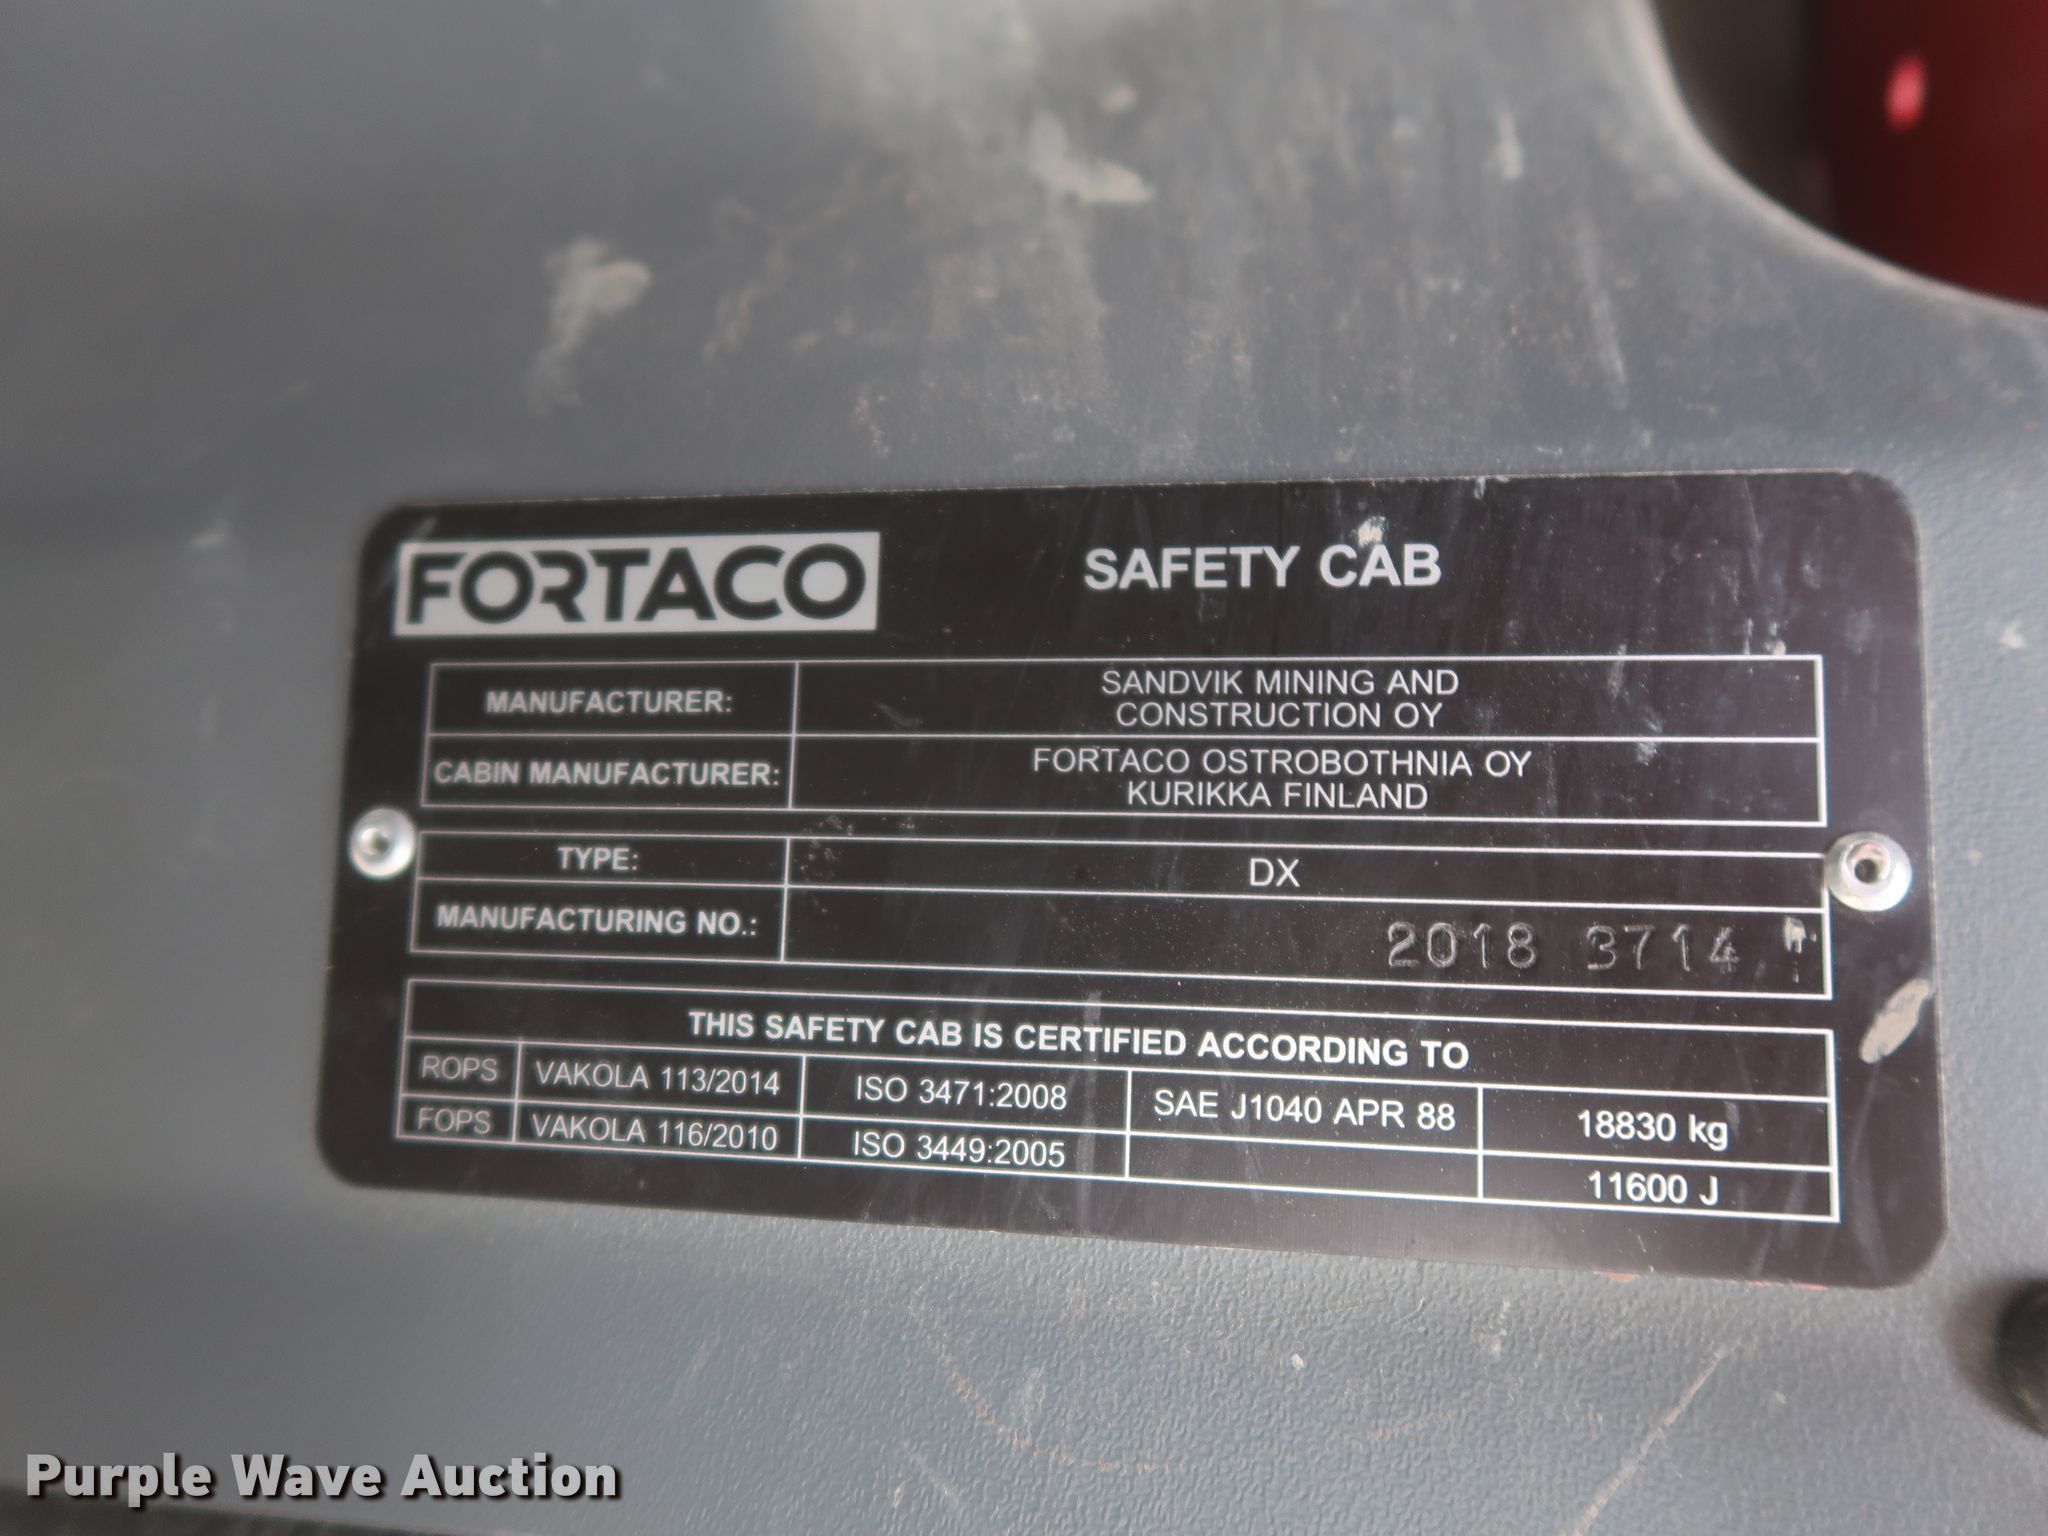 FORTACO
SAFETY CAB
MANUFACTURER:
SANDVIK MINING AND
CONSTRUCTION OY
CABIN MANUFACTURER:
FORTACO OSTROBOTHNIA OY
KURIKKA FINLAND
TYPE:
DX
MANUFACTURING NO.:
2018 3714
THIS SAFETY CAB IS CERTIFIED ACCORDING TO
ROPS VAKOLA 113/2014 ISO 3471:2008 SAE J1040 APR 88 18830 kg
FOPS VAKOLA 116/2010 ISO 3449:2005 11600 J
Purple Wave Auction